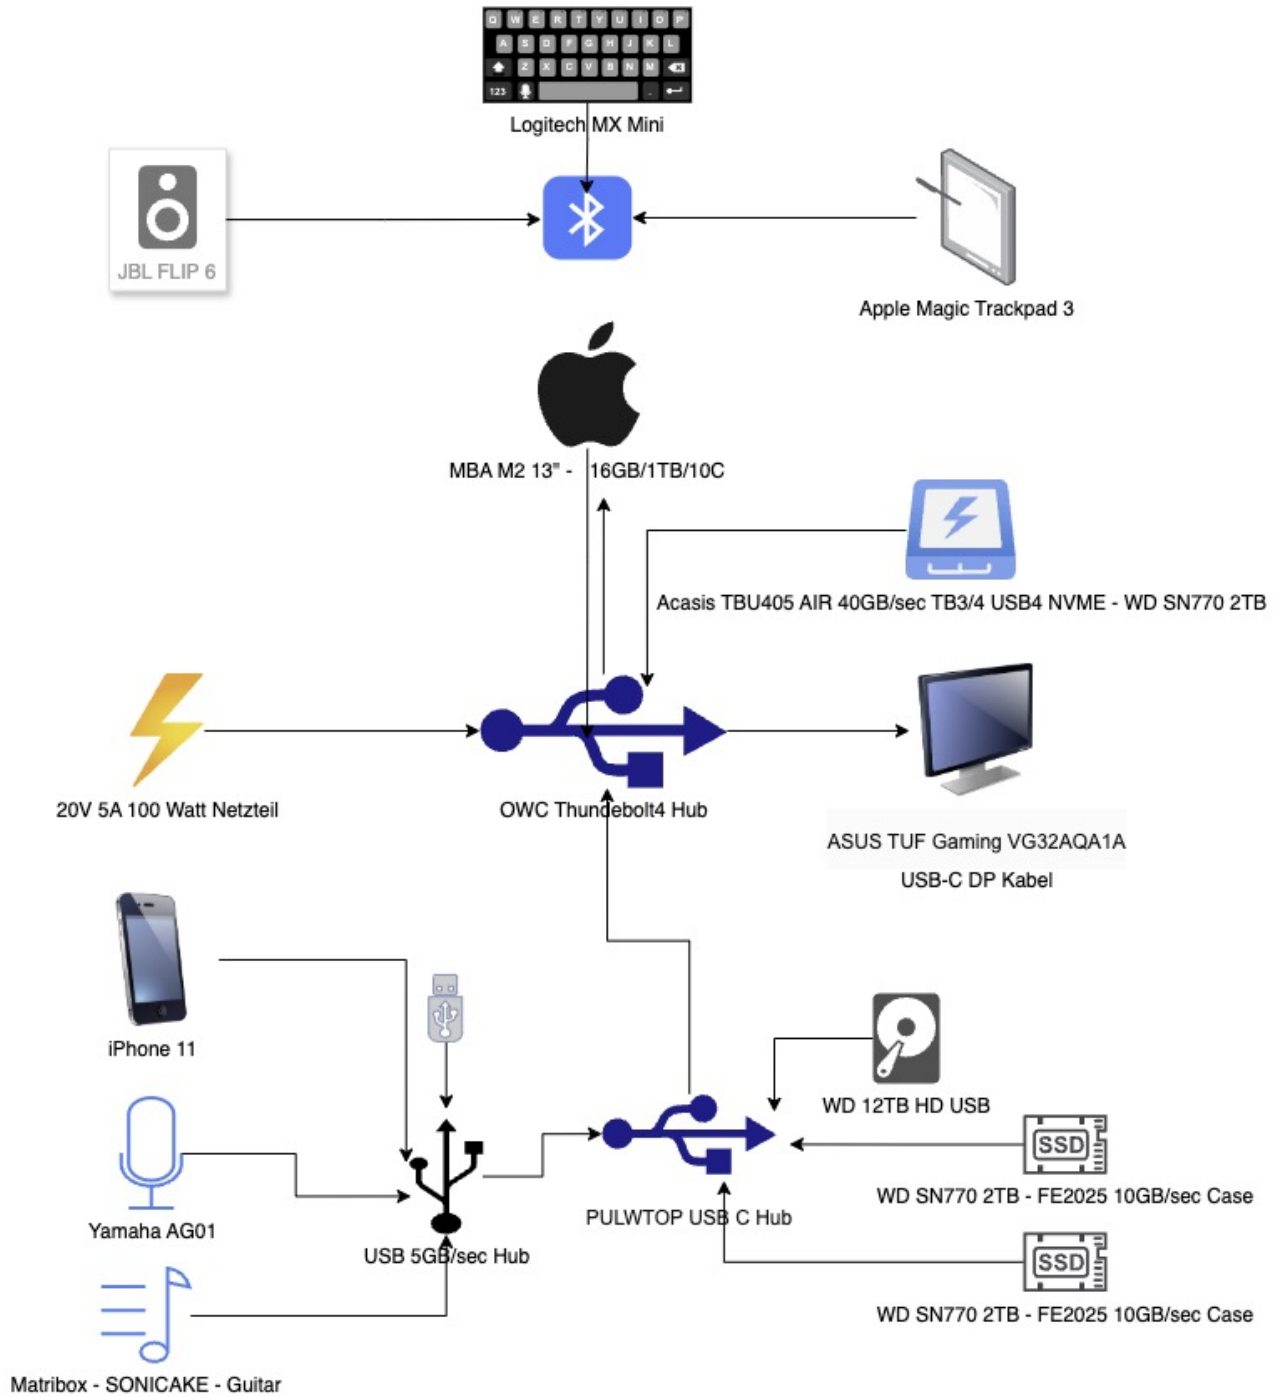 Q W E R T Y U I O P
A S D F G H J K L
Z X C V B N M
123 .
Logitech MX Mini
JBL FLIP 6
Apple Magic Trackpad 3
MBA M2 13" - 16GB/1TB/10C
Acasis TBU405 AIR 40GB/sec TB3/4 USB4 NVME - WD SN770 2TB
20V 5A 100 Watt Netzteil
OWC Thundebolt4 Hub
ASUS TUF Gaming VG32AQA1A
USB-C DP Kabel
iPhone 11
WD 12TB HD USB
SSD
WD SN770 2TB - FE2025 10GB/sec Case
Yamaha AG01
PULWTOP USB C Hub
USB 5GB/sec Hub
SSD
WD SN770 2TB - FE2025 10GB/sec Case
Matribox - SONICAKE - Guitar